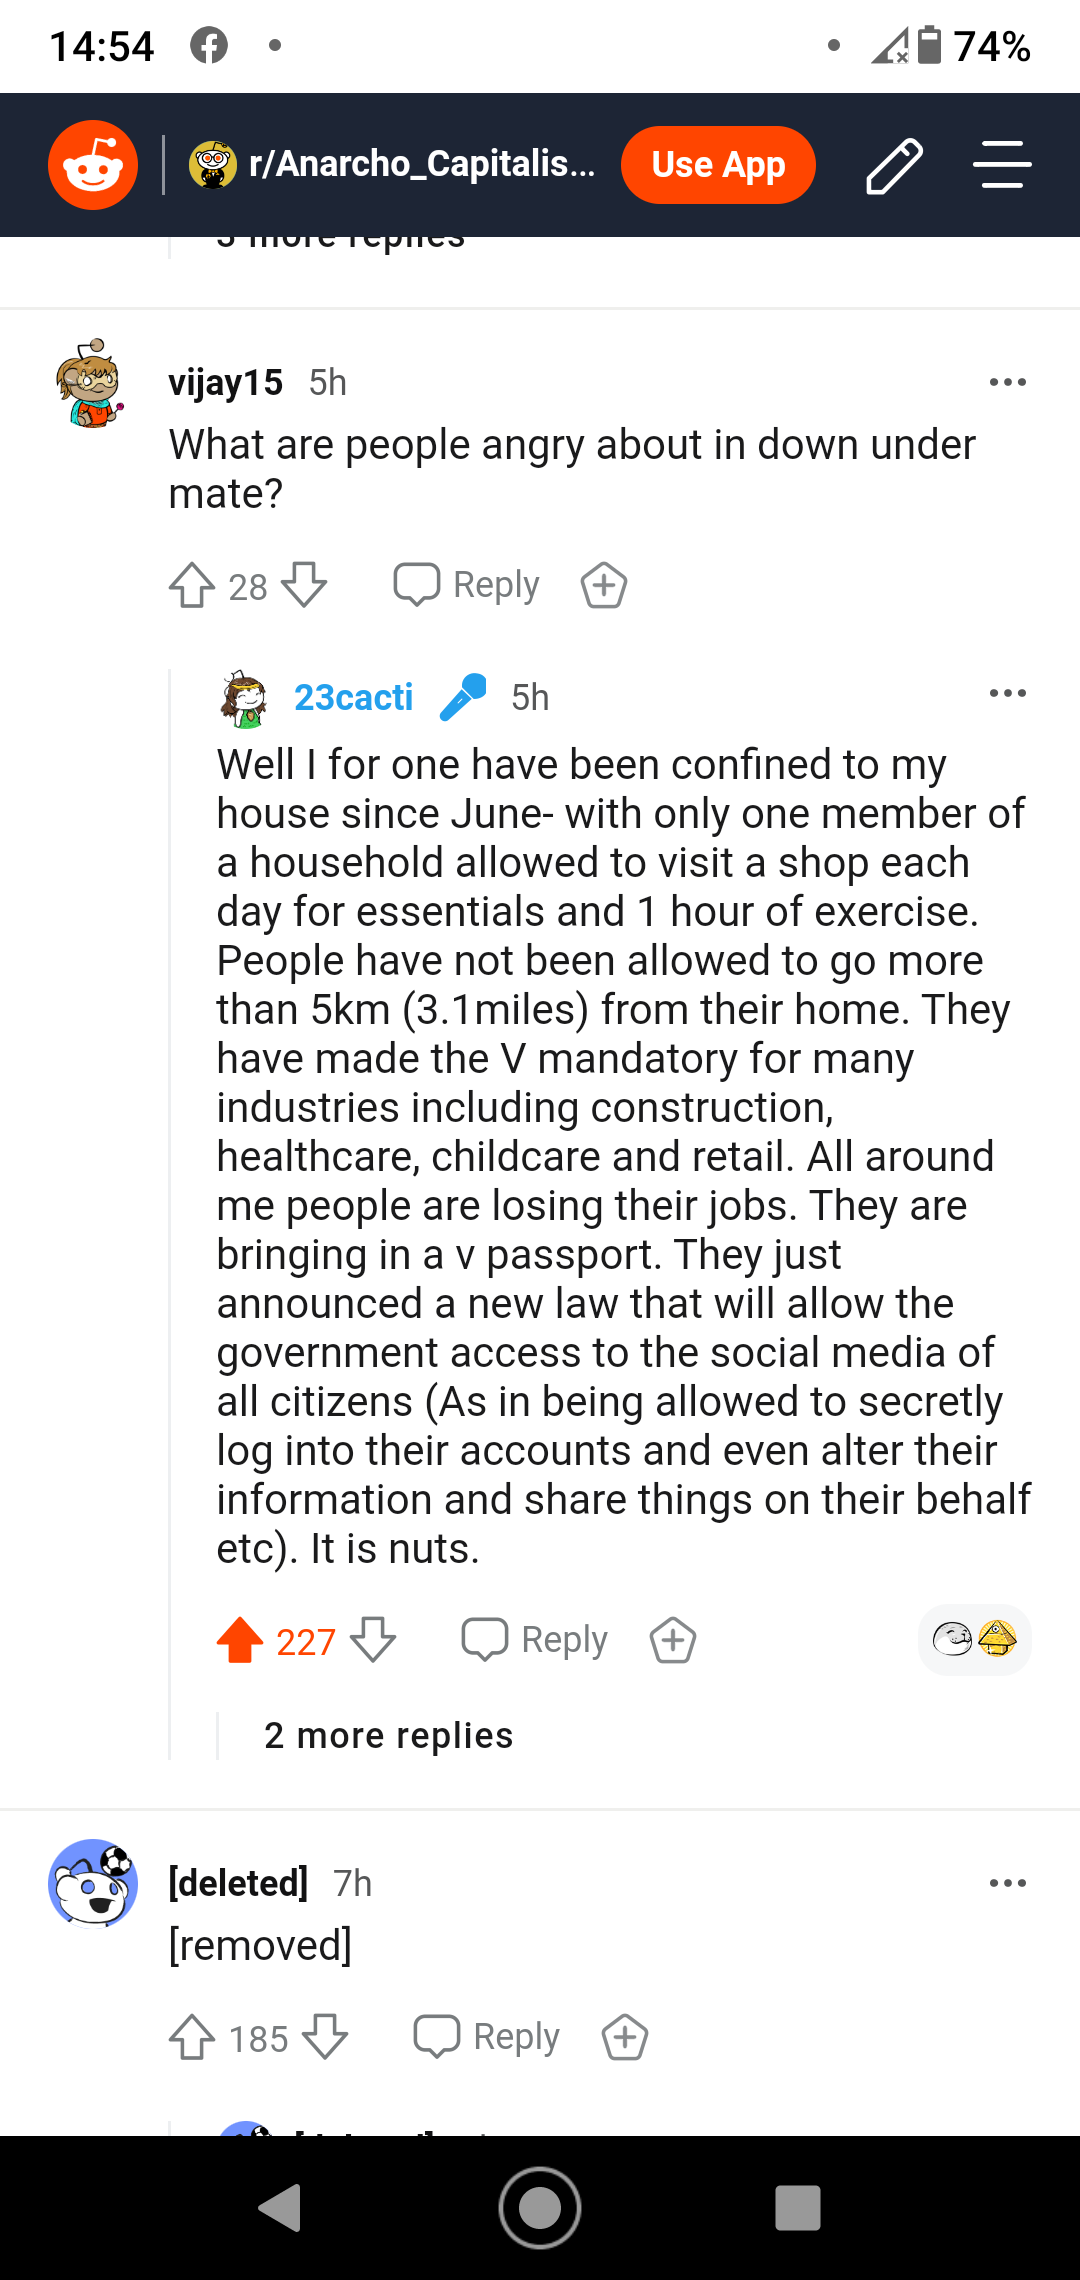 14:54
74%
r/Anarcho_Capitalis...
Use App
3 more replies
vijay15 5h
What are people angry about in down under
mate?
28
Reply
23cacti 5h
Well I for one have been confined to my
house since June- with only one member of
a household allowed to visit a shop each
day for essentials and 1 hour of exercise.
People have not been allowed to go more
than 5km (3.1miles) from their home. They
have made the V mandatory for many
industries including construction,
healthcare, childcare and retail. All around
me people are losing their jobs. They are
bringing in a v passport. They just
announced a new law that will allow the
government access to the social media of
all citizens (As in being allowed to secretly
log into their accounts and even alter their
information and share things on their behalf
etc). It is nuts.
227
Reply
2 more replies
[deleted] 7h
[removed]
185
Reply